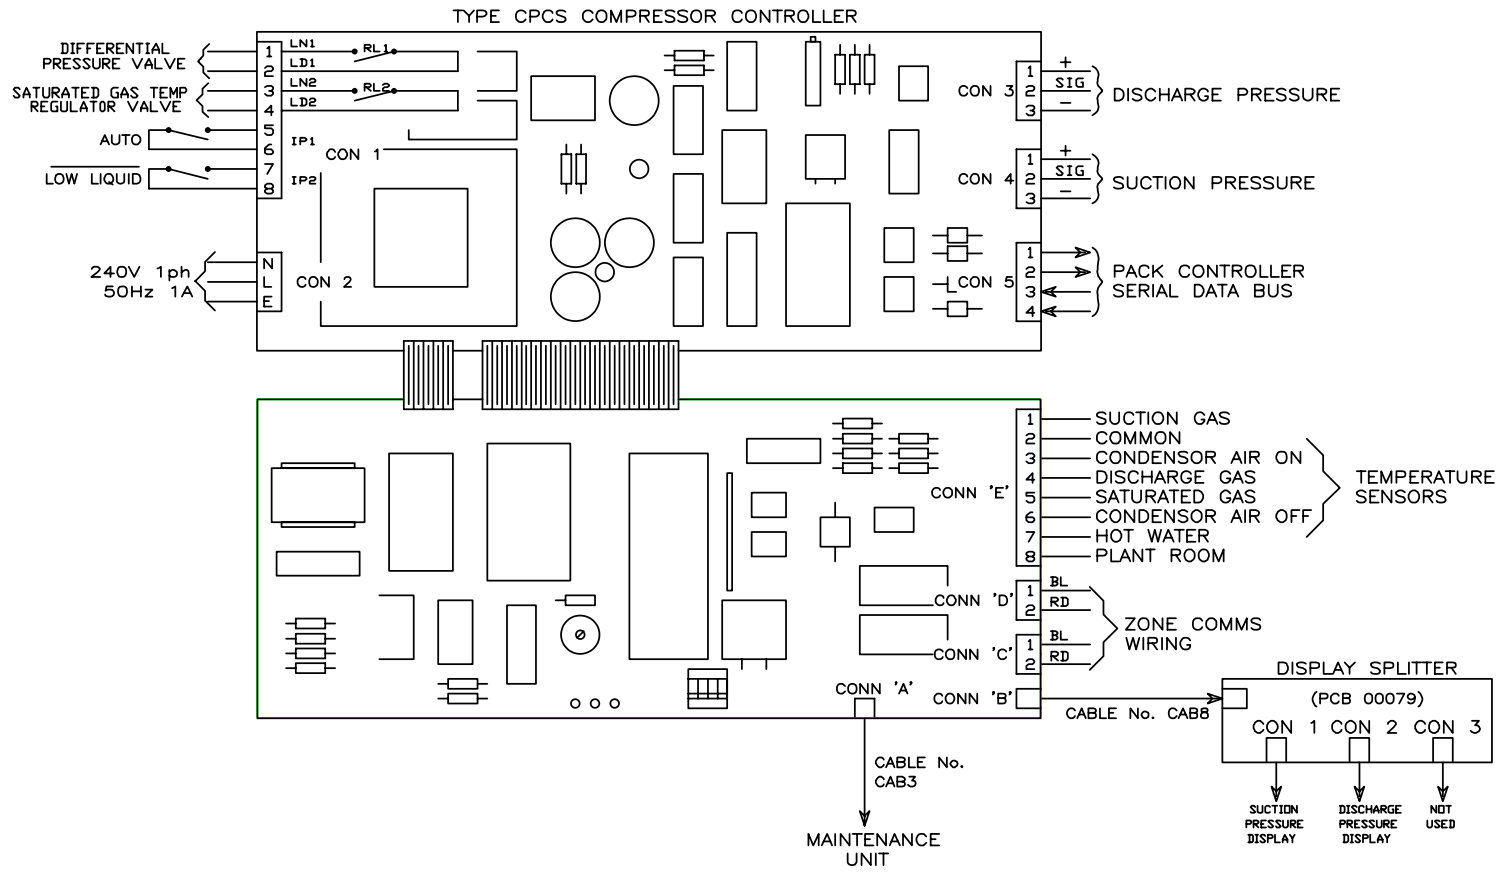 TYPE CPCS COMPRESSOR CONTROLLER
DIFFERENTIAL
PRESSURE VALVE
SATURATED GAS TEMP
REGULATOR VALVE
AUTO
LOW LIQUID
240V 1ph
50Hz 1A
1
2
3
4
5
6
7
8
LN1
LD1
LN2
LD2
IP1
IP2
RL1
RL2
CON 1
N
L
E
CON 2
CON 3
1
2
3
+
SIG
−
DISCHARGE PRESSURE
CON 4
1
2
3
+
SIG
−
SUCTION PRESSURE
CON 5
1
2
3
4
PACK CONTROLLER
SERIAL DATA BUS
CONN 'E'
1 SUCTION GAS
2 COMMON
3 CONDENSOR AIR ON
4 DISCHARGE GAS
5 SATURATED GAS
6 CONDENSOR AIR OFF
7 HOT WATER
8 PLANT ROOM
TEMPERATURE
SENSORS
CONN 'D'
1 BL
2 RD
CONN 'C'
1 BL
2 RD
ZONE COMMS
WIRING
CONN 'A'
CONN 'B'
CABLE No. CAB8
CABLE No.
CAB3
MAINTENANCE
UNIT
DISPLAY SPLITTER
(PCB 00079)
CON 1 CON 2 CON 3
SUCTION
PRESSURE
DISPLAY
DISCHARGE
PRESSURE
DISPLAY
NOT
USED